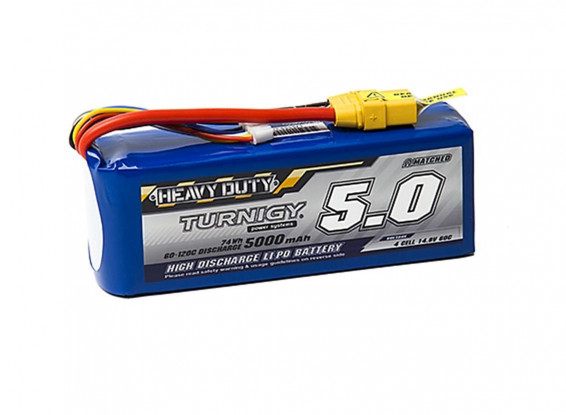 Ω MATCHED
HEAVY DUTY
TURNIGY
power systems
5.0
74Wh
60-120C DISCHARGE 5000mAh
4 CELL 14.8V 60C
HIGH DISCHARGE LI PO BATTERY
Please read safety warning & usage guidelines on reverse side